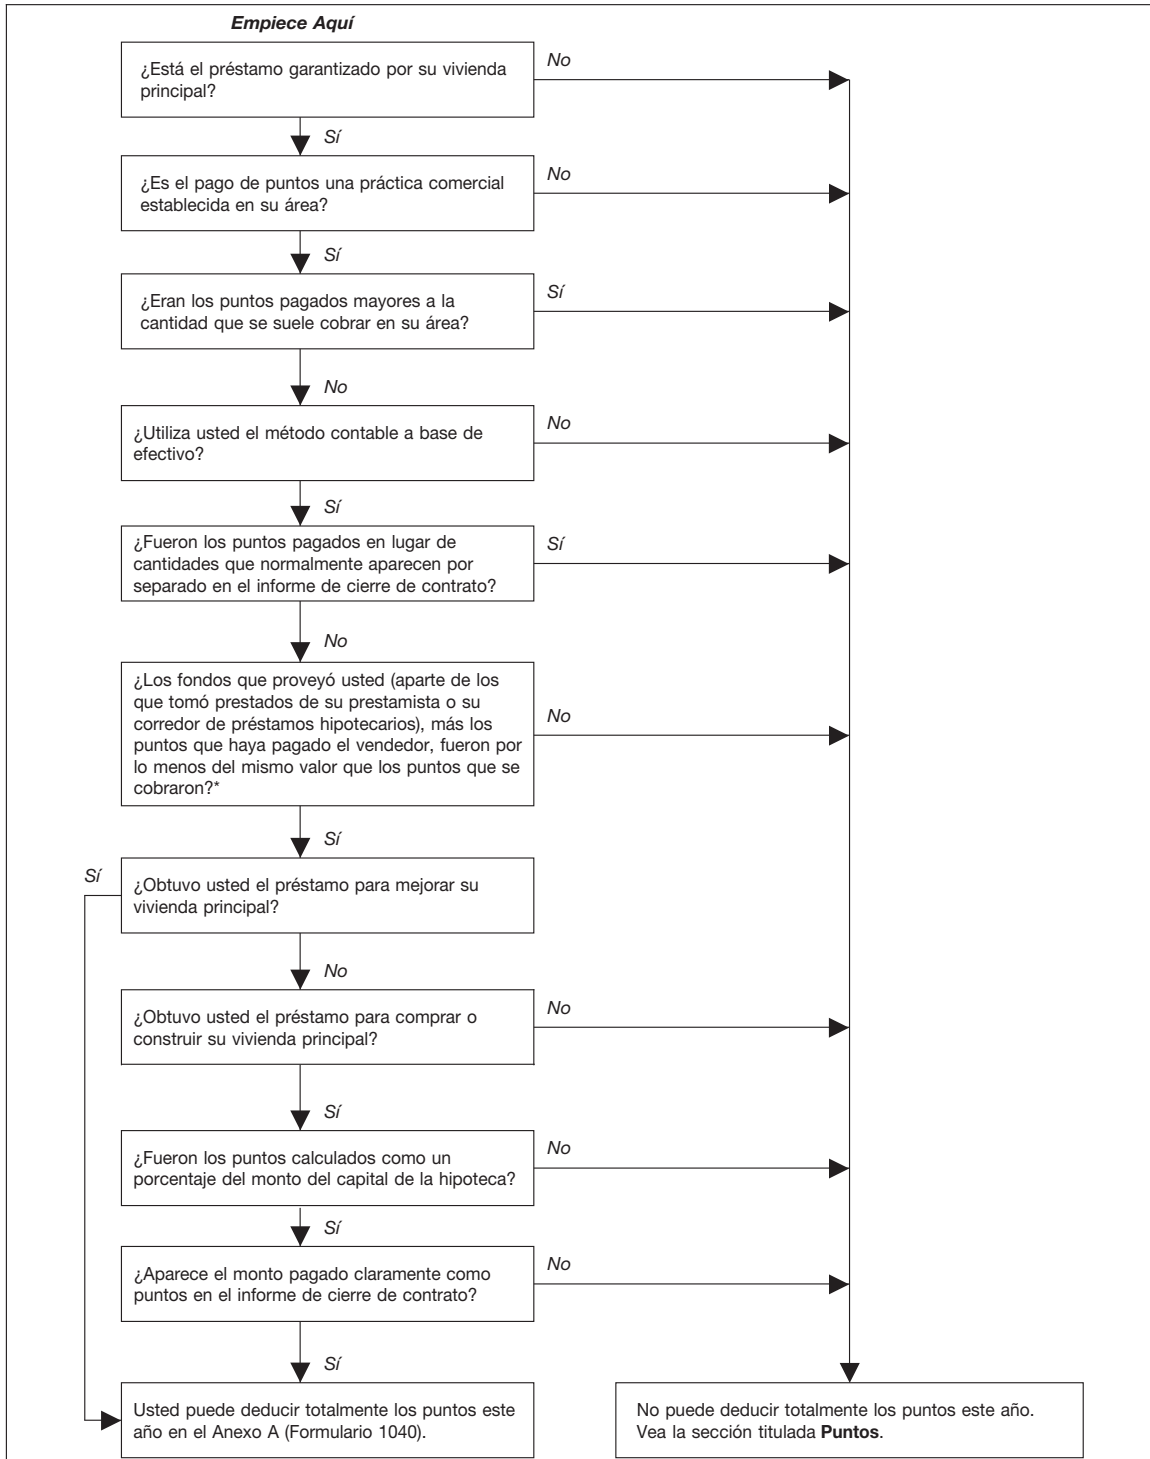 Empiece Aquí
¿Está el préstamo garantizado por su vivienda
principal?
No
Sí
¿Es el pago de puntos una práctica comercial
establecida en su área?
No
Sí
¿Eran los puntos pagados mayores a la
cantidad que se suele cobrar en su área?
Sí
No
¿Utiliza usted el método contable a base de
efectivo?
No
Sí
¿Fueron los puntos pagados en lugar de
cantidades que normalmente aparecen por
separado en el informe de cierre de contrato?
Sí
No
¿Los fondos que proveyó usted (aparte de los
que tomó prestados de su prestamista o su
corredor de préstamos hipotecarios), más los
puntos que haya pagado el vendedor, fueron por
lo menos del mismo valor que los puntos que se
cobraron?*
No
Sí
Sí
¿Obtuvo usted el préstamo para mejorar su
vivienda principal?
No
¿Obtuvo usted el préstamo para comprar o
construir su vivienda principal?
No
Sí
¿Fueron los puntos calculados como un
porcentaje del monto del capital de la hipoteca?
No
Sí
¿Aparece el monto pagado claramente como
puntos en el informe de cierre de contrato?
No
Sí
Usted puede deducir totalmente los puntos este
año en el Anexo A (Formulario 1040).
No puede deducir totalmente los puntos este año.
Vea la sección titulada Puntos.